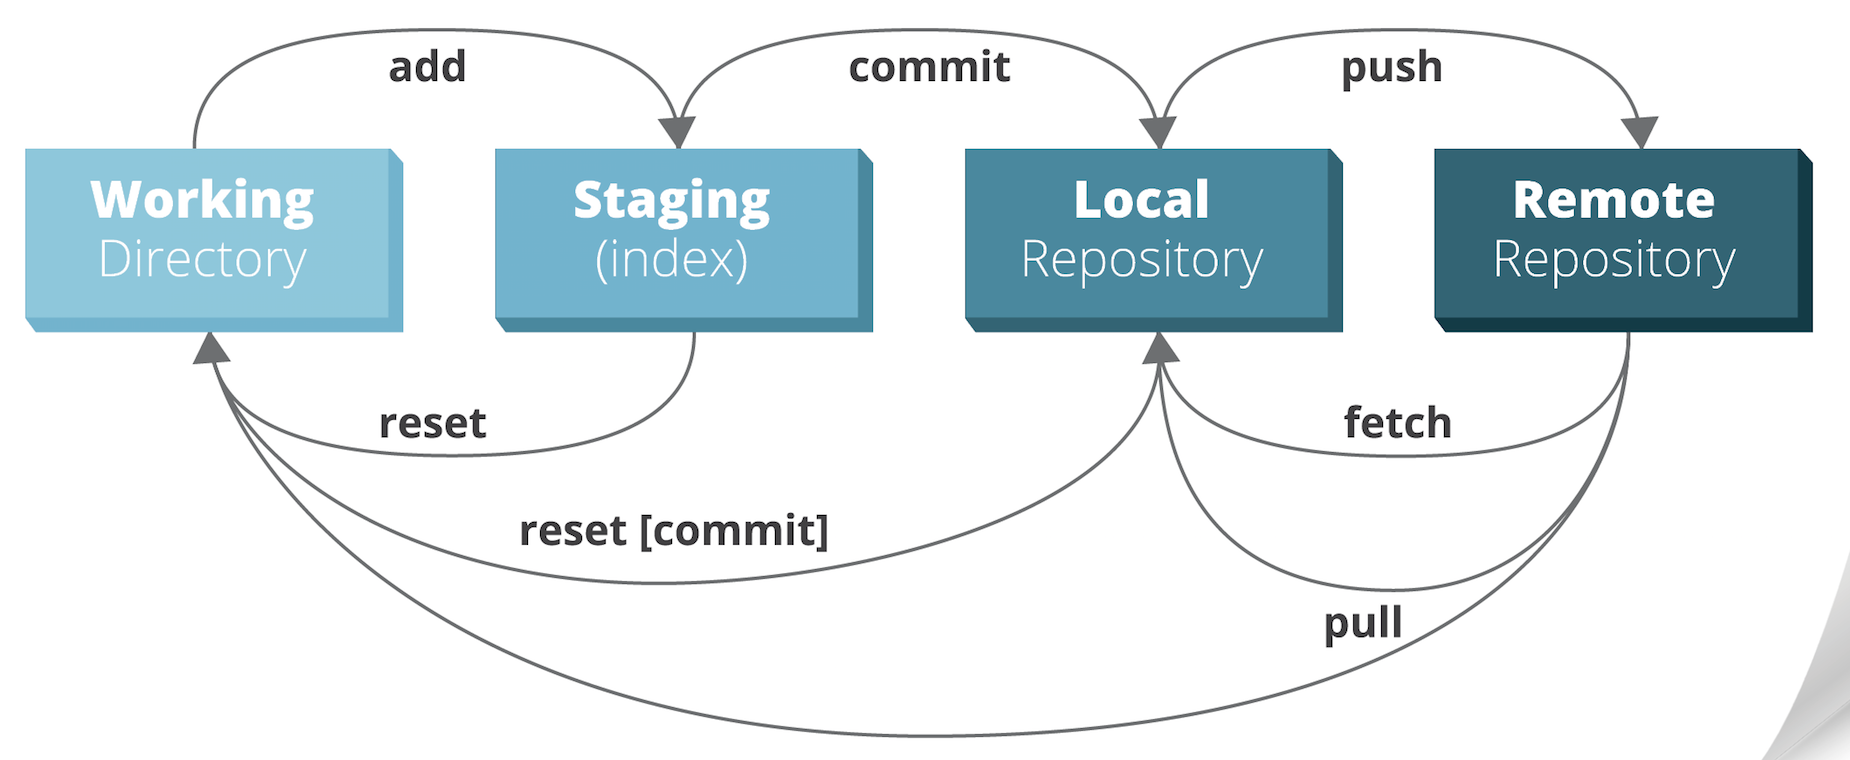 add
commit
push
Working
Directory
Staging
(index)
Local
Repository
Remote
Repository
reset
fetch
reset [commit]
pull